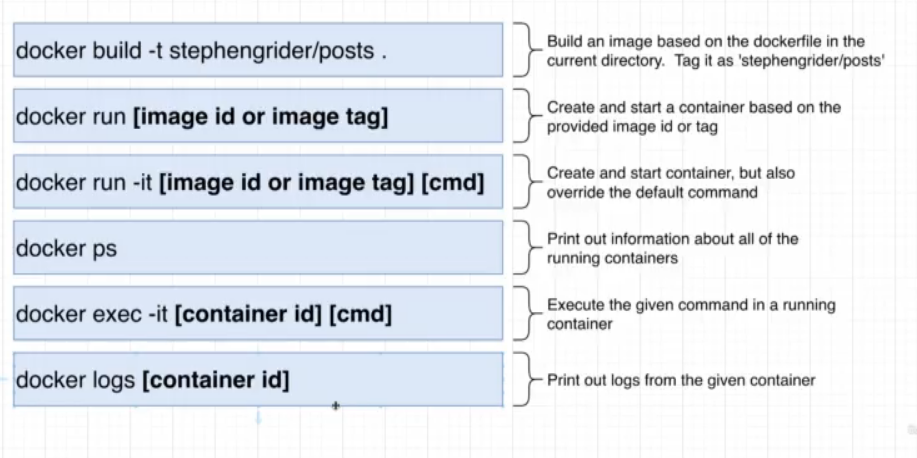 docker build -t stephengrider/posts .
Build an image based on the dockerfile in the
current directory.  Tag it as 'stephengrider/posts'
docker run [image id or image tag]
Create and start a container based on the
provided image id or tag
docker run -it [image id or image tag] [cmd]
Create and start container, but also
override the default command
docker ps
Print out information about all of the
running containers
docker exec -it [container id] [cmd]
Execute the given command in a running
container
docker logs [container id]
Print out logs from the given container